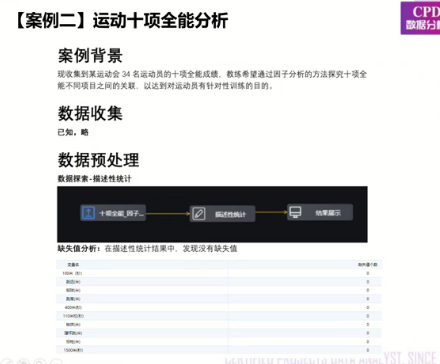 【案例二】运动十项全能分析
CPD
数据分
案例背景
现收集到某运动会 34 名运动员的十项全能成绩，教练希望通过因子分析的方法探究十项全
能不同项目之间的关联，以达到对运动员有针对性训练的目的。
数据收集
已知，略
数据预处理
数据探索-描述性统计
十项全能_因子... 描述性统计 结果展示
缺失值分析：在描述性统计结果中，发现没有缺失值
变量名 缺失值个数
100米（秒） 0
跳远(米) 0
铅球(米) 0
跳高(米) 0
400米(秒) 0
110米栏(秒) 0
铁饼(米) 0
撑杆跳(米) 0
标枪(米) 0
1500米(秒) 0
CERTIFIED PROJECTS DATA ANALYST, SINCE